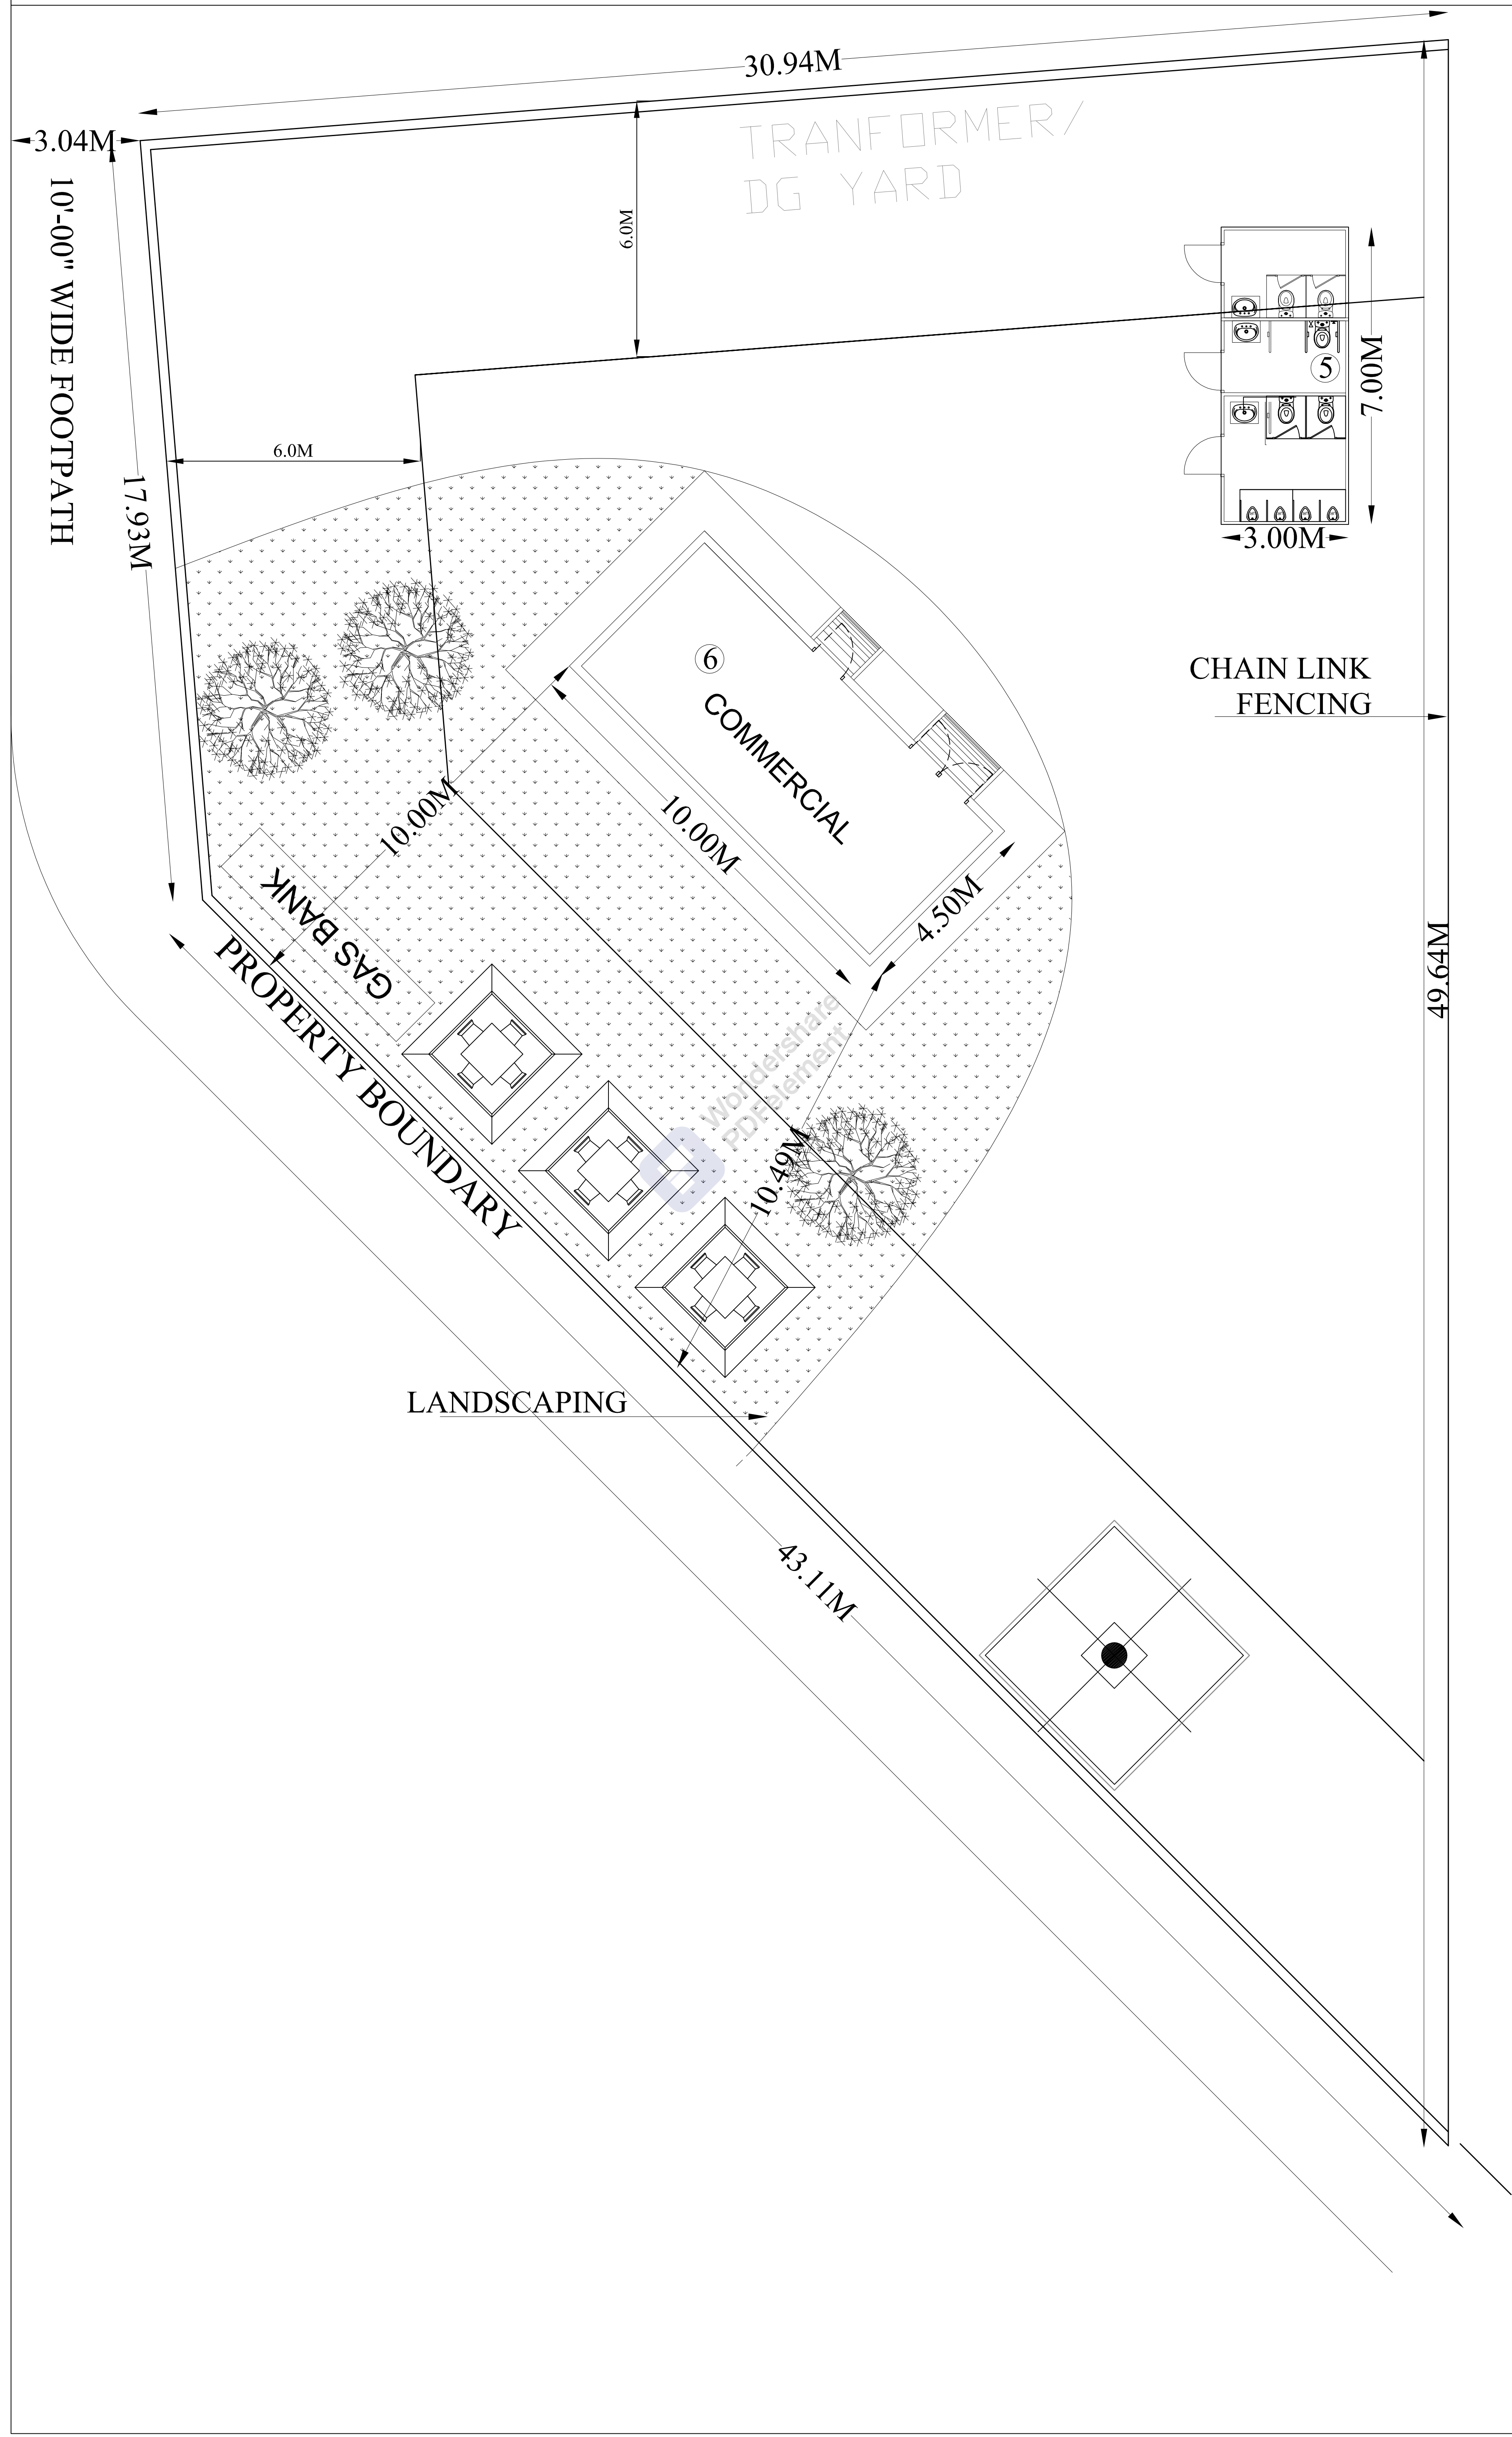 30.94M
3.04M
TRANFORMER/
DG YARD
10'-00" WIDE FOOTPATH
6.0M
5
7.00M
6.0M
17.93M
3.00M
6
COMMERCIAL
CHAIN LINK
FENCING
10.00M
10.00M
4.50M
GAS BANK
49.64M
PROPERTY BOUNDARY
Wondershare
PDFelement
10.49M
LANDSCAPING
43.11M